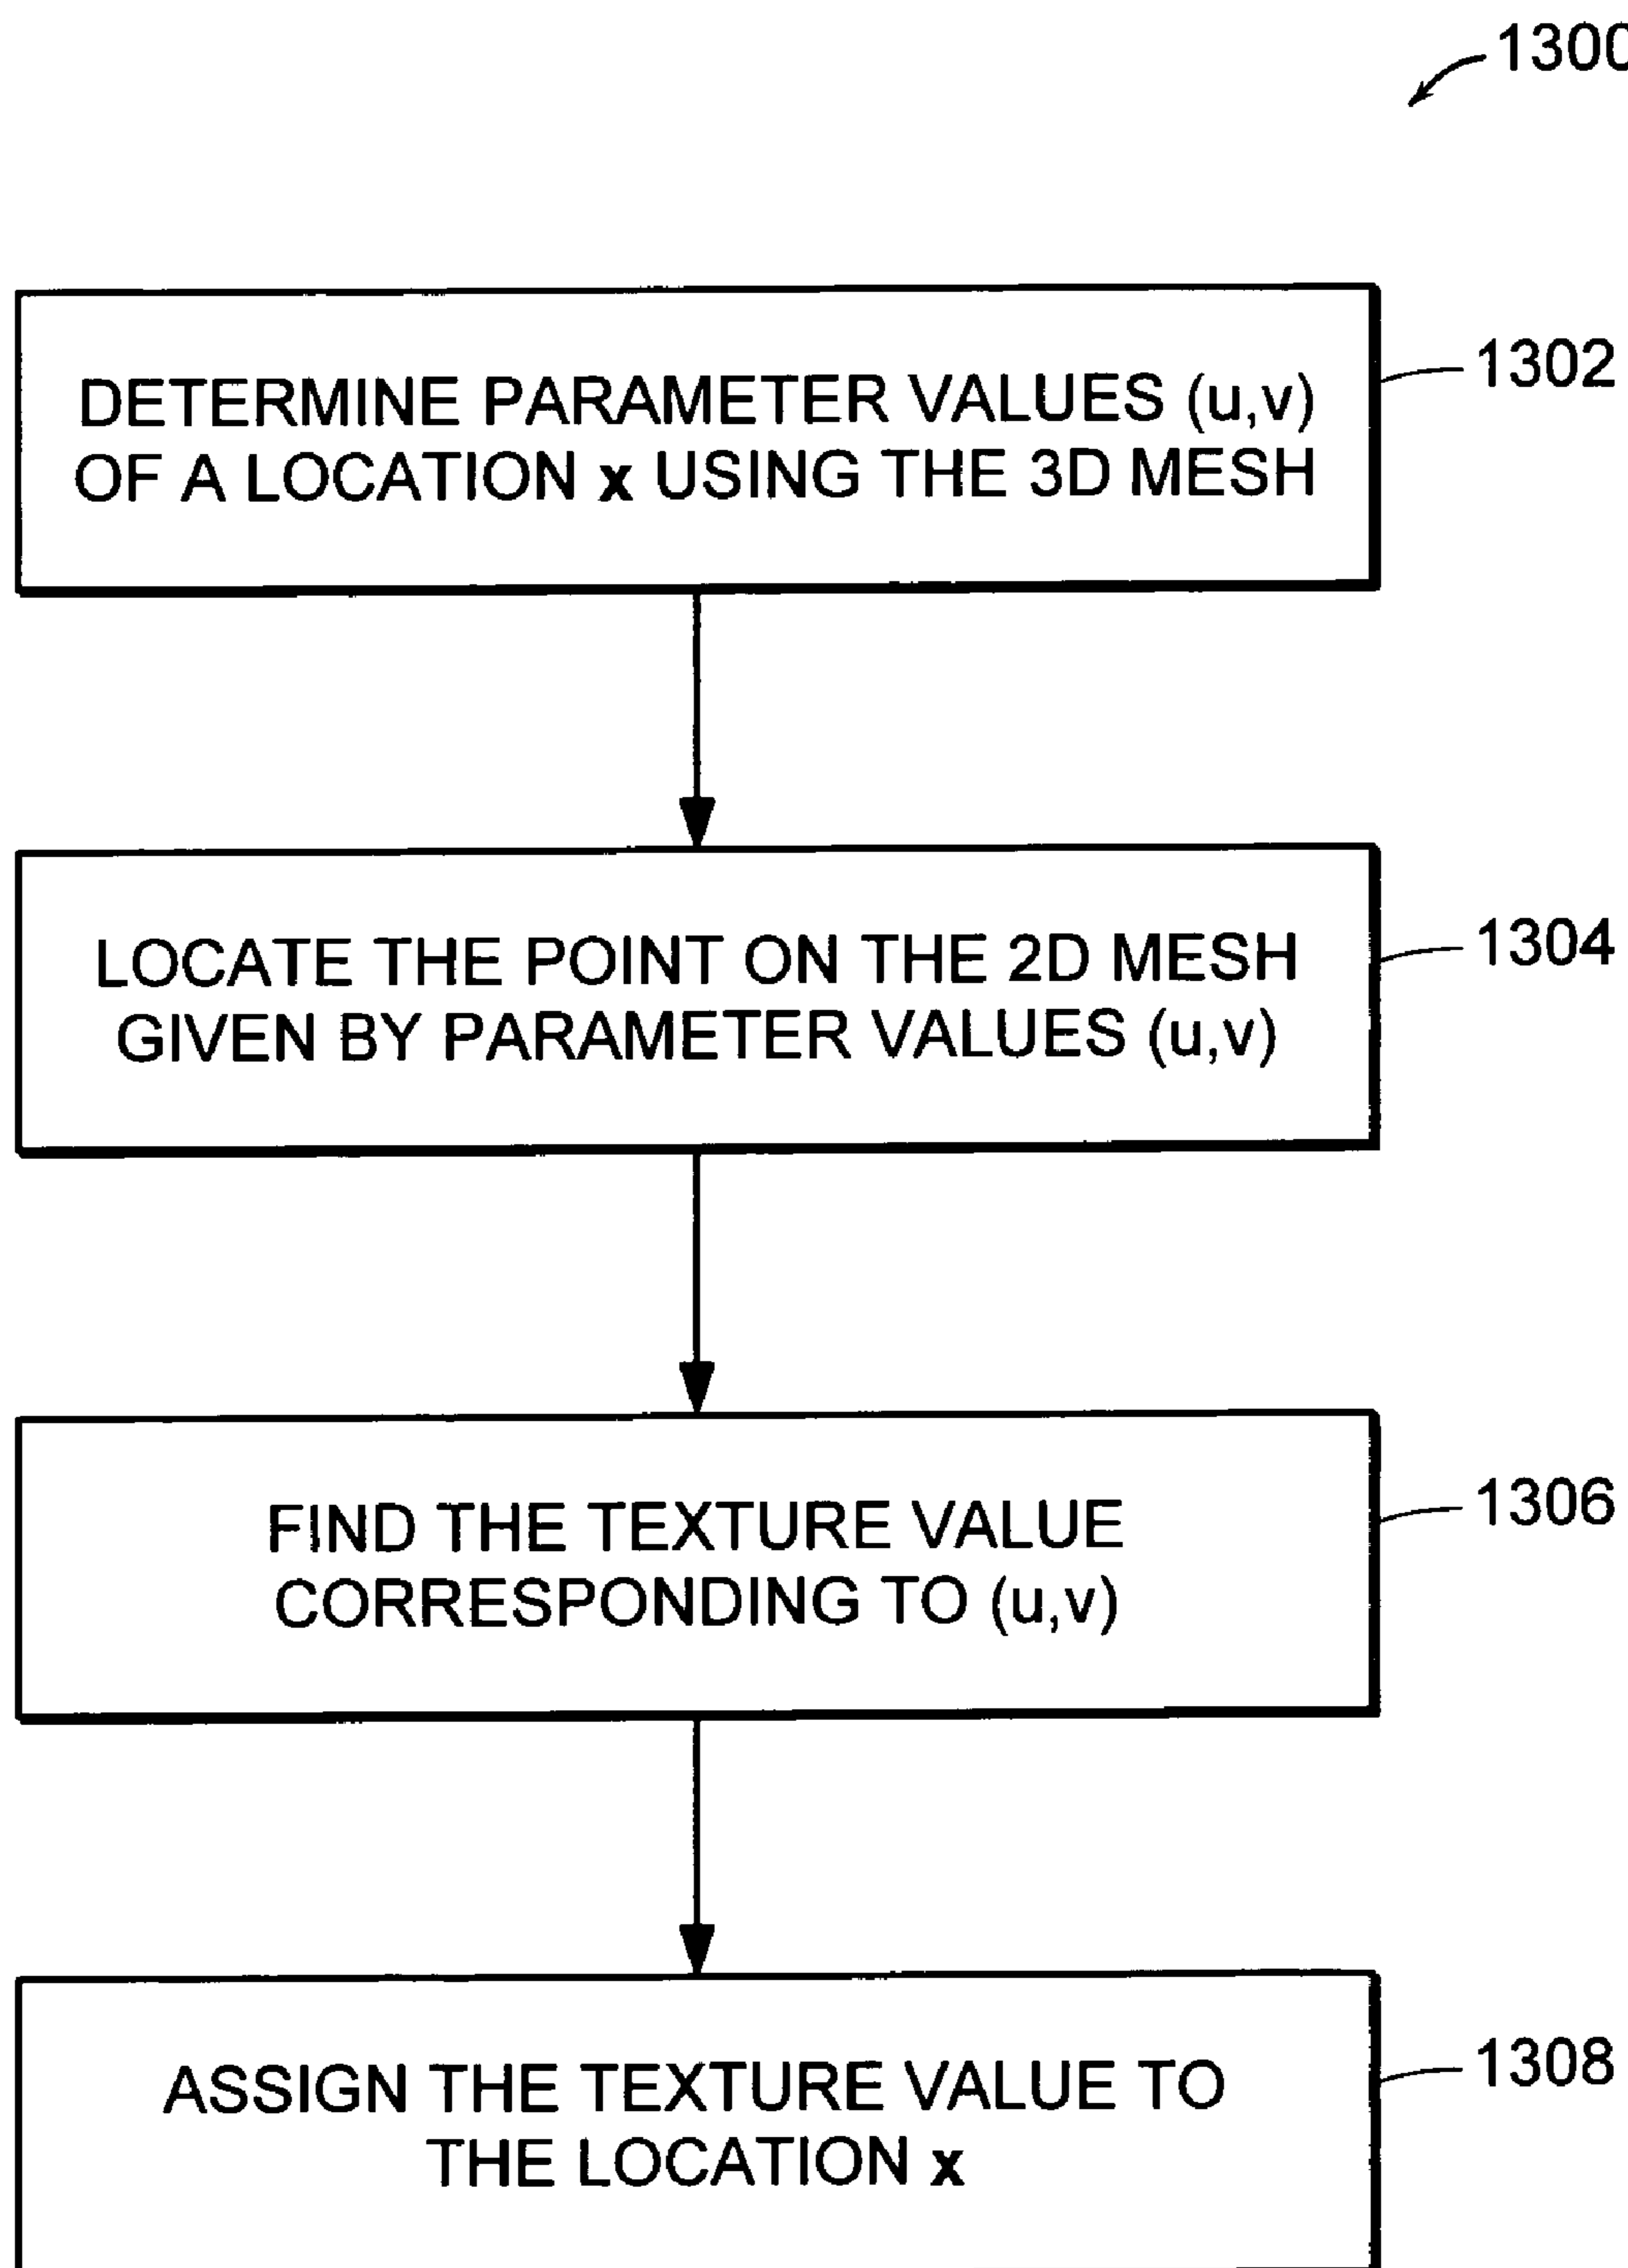 1300
DETERMINE PARAMETER VALUES (u,v)
OF A LOCATION x USING THE 3D MESH
1302
LOCATE THE POINT ON THE 2D MESH
GIVEN BY PARAMETER VALUES (u,v)
1304
FIND THE TEXTURE VALUE
CORRESPONDING TO (u,v)
1306
ASSIGN THE TEXTURE VALUE TO
THE LOCATION x
1308